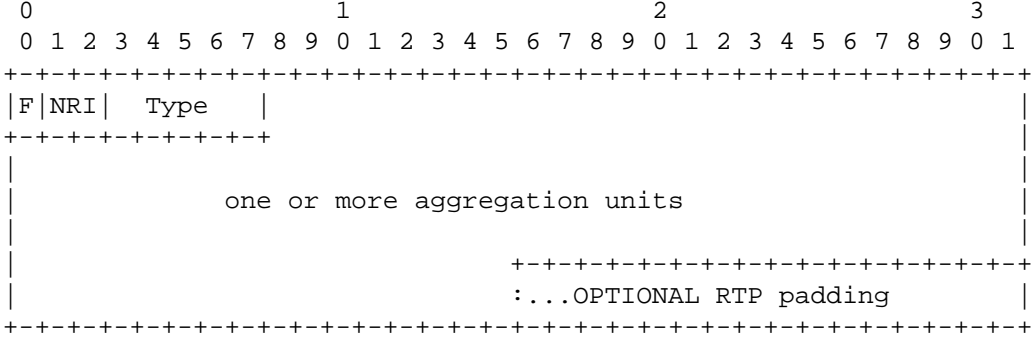 0                   1                   2                   3
 0 1 2 3 4 5 6 7 8 9 0 1 2 3 4 5 6 7 8 9 0 1 2 3 4 5 6 7 8 9 0 1
+-+-+-+-+-+-+-+-+-+-+-+-+-+-+-+-+-+-+-+-+-+-+-+-+-+-+-+-+-+-+-+-+
|F|NRI|  Type   |                                               |
+-+-+-+-+-+-+-+-+                                               |
|                                                               |
|             one or more aggregation units                     |
|                                                               |
|                               +-+-+-+-+-+-+-+-+-+-+-+-+-+-+-+-+
|                               :...OPTIONAL RTP padding        |
+-+-+-+-+-+-+-+-+-+-+-+-+-+-+-+-+-+-+-+-+-+-+-+-+-+-+-+-+-+-+-+-+